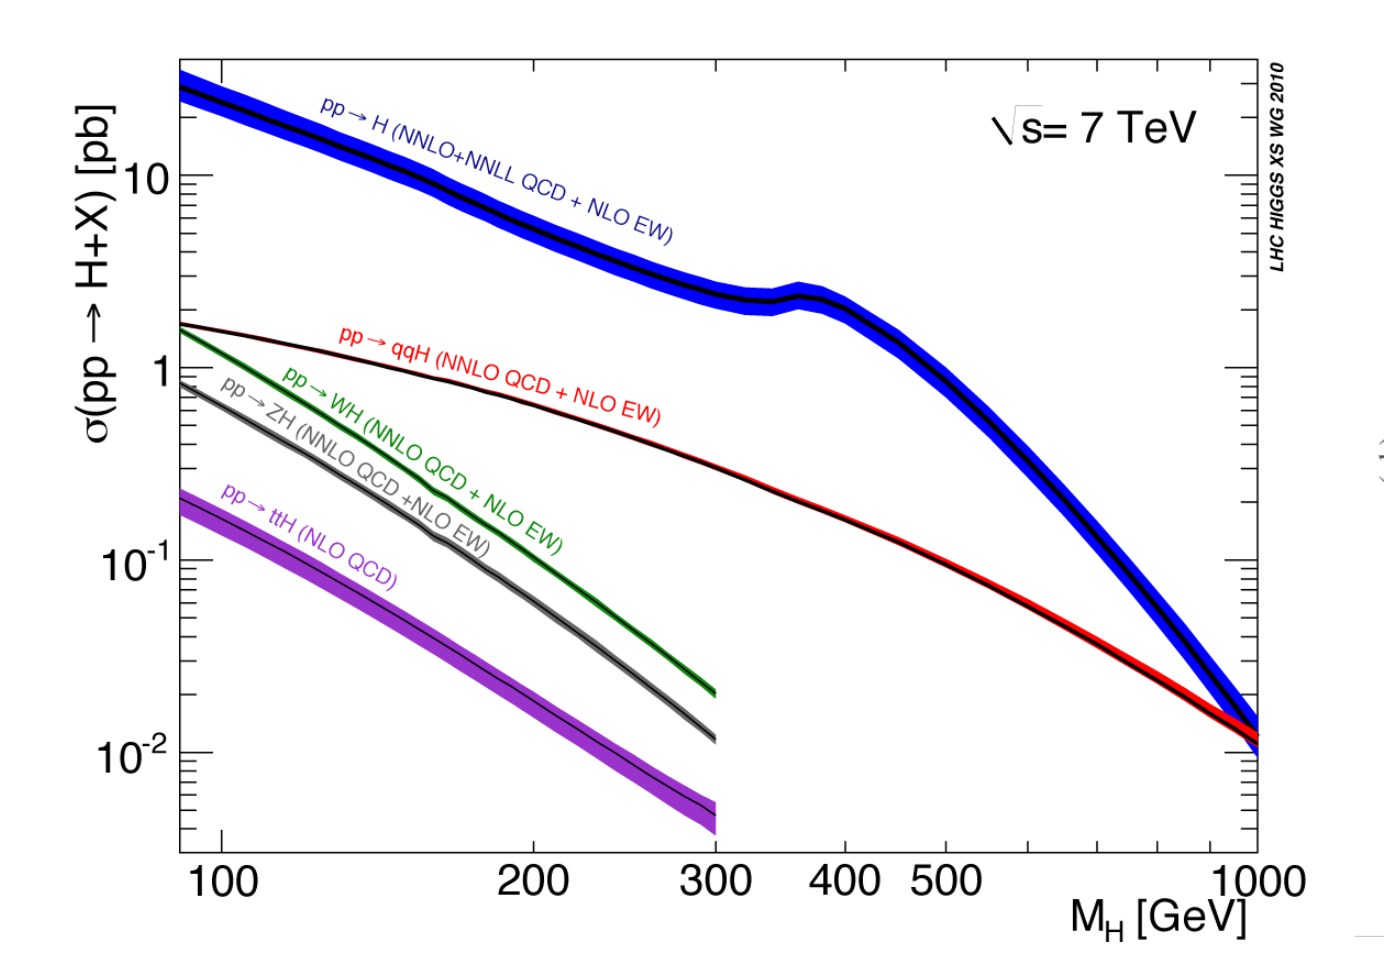 σ(pp → H+X) [pb]
10
1
10-1
10-2
pp→ H (NNLO+NNLL QCD + NLO EW)
√s= 7 TeV
LHC HIGGS XS WG 2010
pp→ qqH (NNLO QCD + NLO EW)
pp→ WH (NNLO QCD + NLO EW)
pp→ ZH (NNLO QCD +NLO EW)
pp→ ttH (NLO QCD)
100 200 300 400 500 1000
MH [GeV]